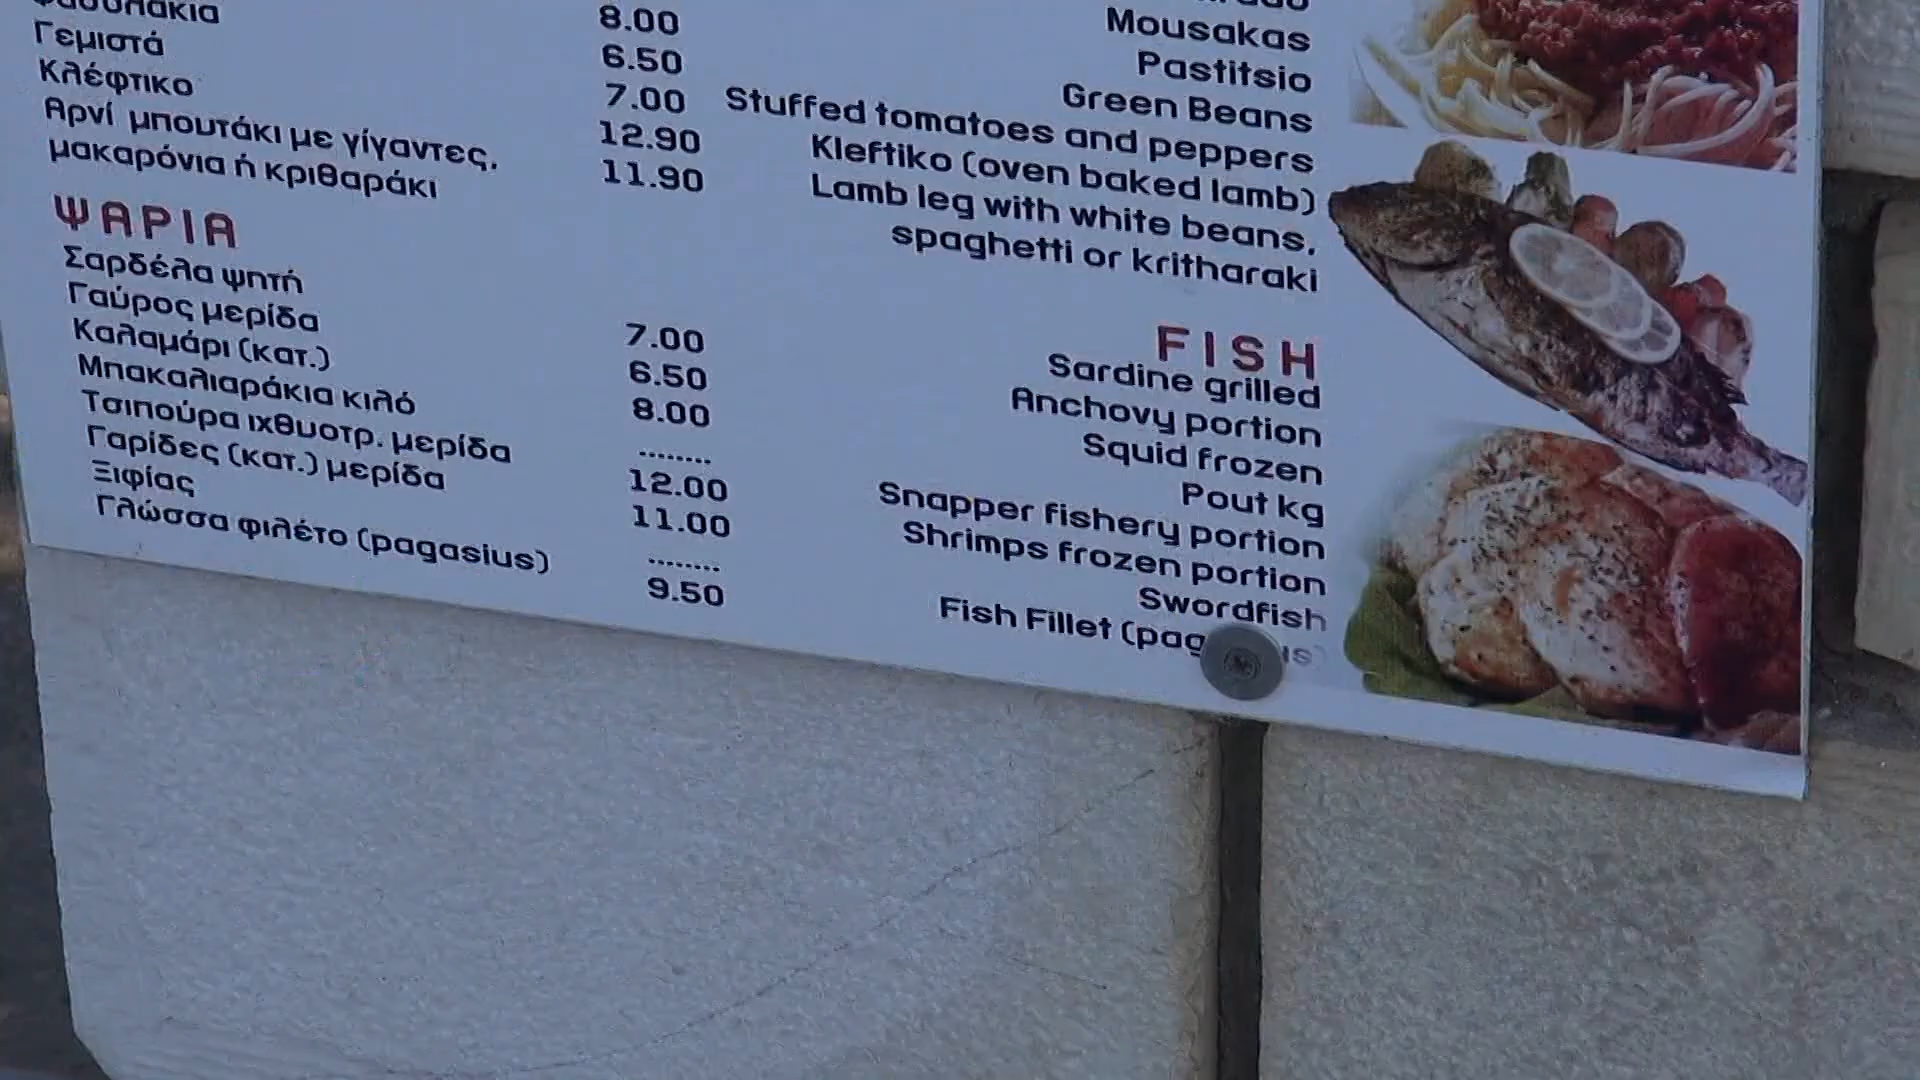 Γεμιστά
Κλέφτικο
Αρνί μπουτάκι με γίγαντες,
μακαρόνια ή κριθαράκι
ΨΑΡΙΑ
Σαρδέλα ψητή
Γαύρος μερίδα
Καλαμάρι (κατ.)
Μπακαλιαράκια κιλό
Τσιπούρα ιχθυοτρ. μερίδα
Γαρίδες (κατ.) μερίδα
Ξιφίας
Γλώσσα φιλέτο (pagasius)
8.00
6.50
7.00
12.90
11.90
7.00
6.50
8.00
........
12.00
11.00
........
9.50
Mousakas
Pastitsio
Green Beans
Stuffed tomatoes and peppers
Kleftiko (oven baked lamb)
Lamb leg with white beans,
spaghetti or kritharaki
FISH
Sardine grilled
Anchovy portion
Squid frozen
Pout kg
Snapper fishery portion
Shrimps frozen portion
Swordfish
Fish Fillet